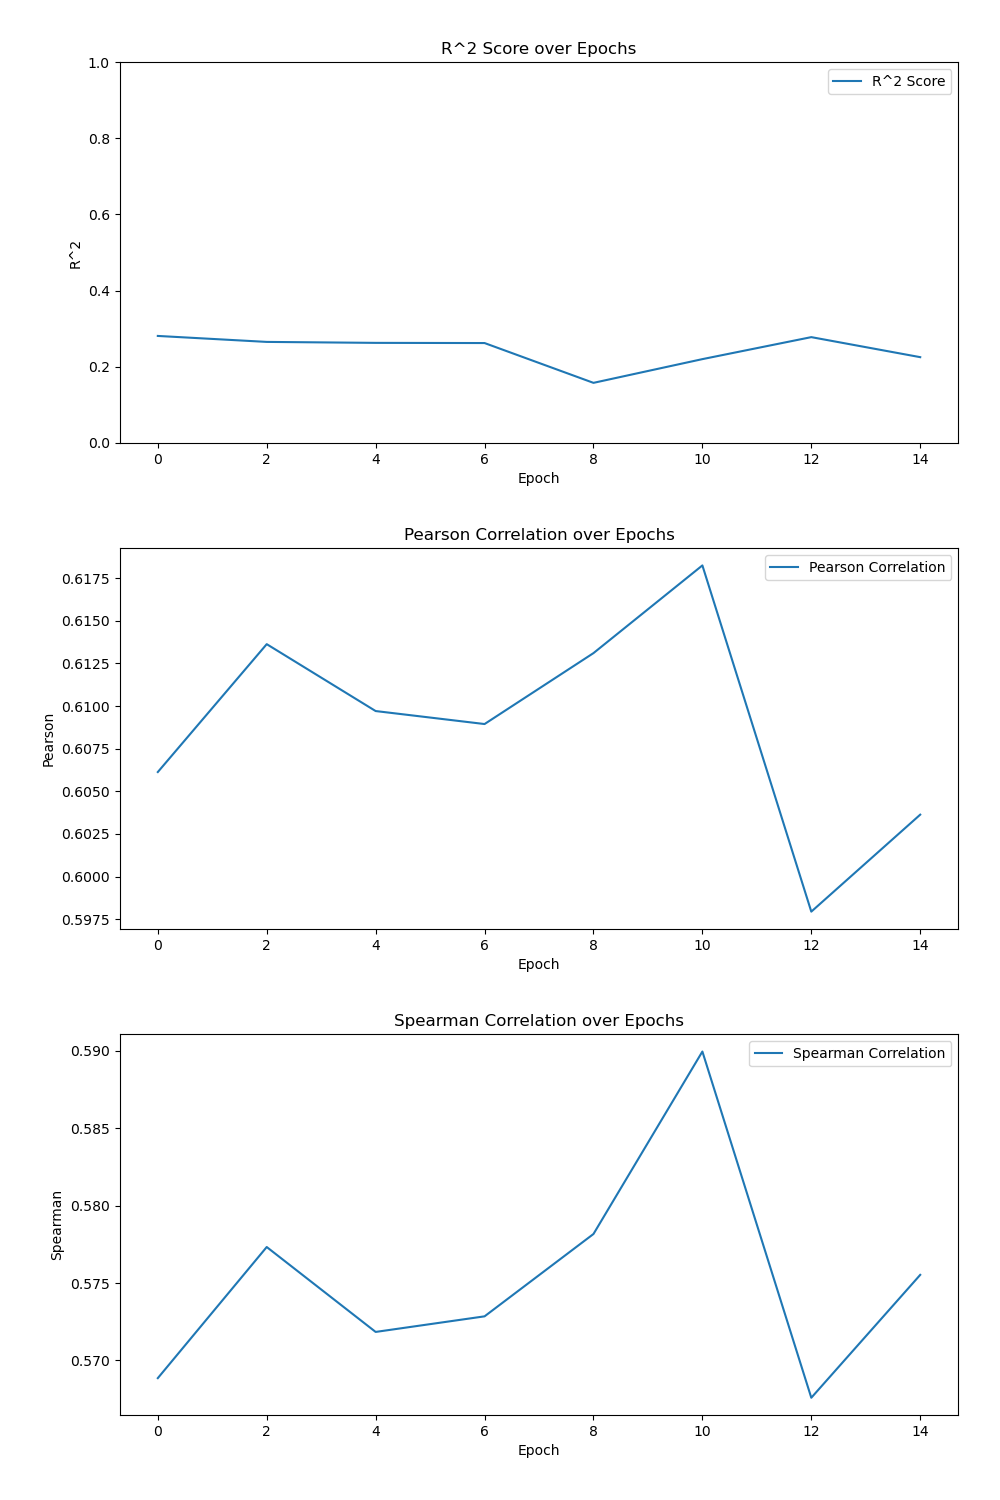 R^2 Score over Epochs
1.0
R^2 Score
0.8
0.6
R^2
0.4
0.2
0.0
0 2 4 6 8 10 12 14
Epoch
Pearson Correlation over Epochs
Pearson Correlation
0.6175
0.6150
0.6125
0.6100
Pearson
0.6075
0.6050
0.6025
0.6000
0.5975
0 2 4 6 8 10 12 14
Epoch
Spearman Correlation over Epochs
Spearman Correlation
0.590
0.585
0.580
Spearman
0.575
0.570
0 2 4 6 8 10 12 14
Epoch